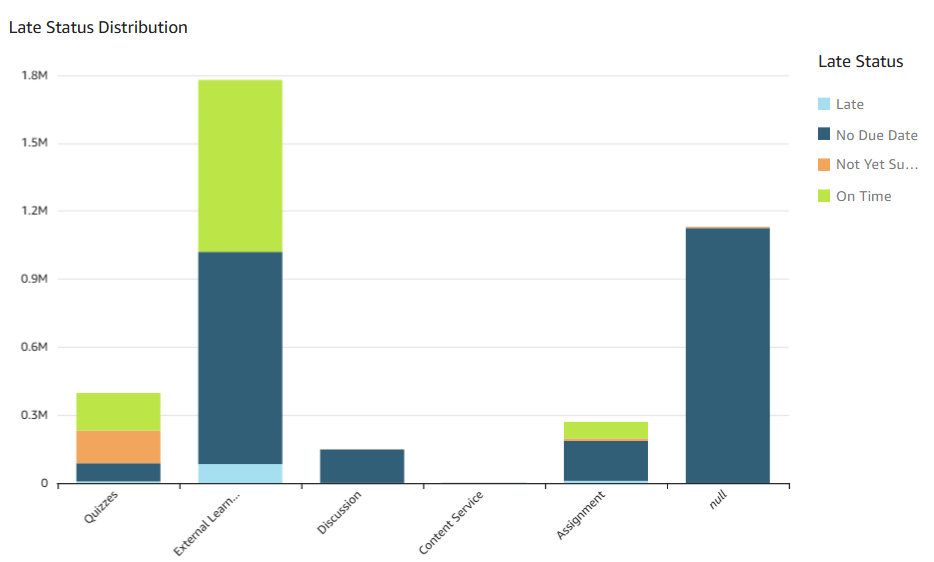 Late Status Distribution
Late Status
Late
No Due Date
Not Yet Su...
On Time
1.8M
1.5M
1.2M
0.9M
0.6M
0.3M
0
Quizzes
External Learn...
Discussion
Content Service
Assignment
null